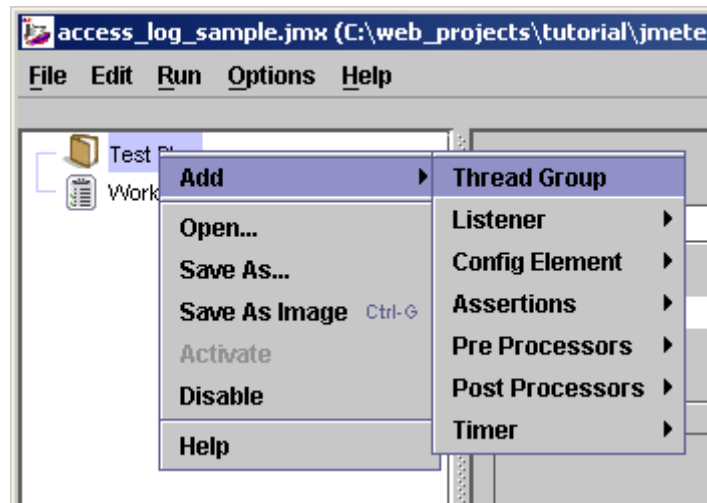 access_log_sample.jmx (C:\web_projects\tutorial\jmete
File Edit Run Options Help
Test
Work
Add
Open...
Save As...
Save As Image Ctrl-G
Activate
Disable
Help
Thread Group
Listener
Config Element
Assertions
Pre Processors
Post Processors
Timer